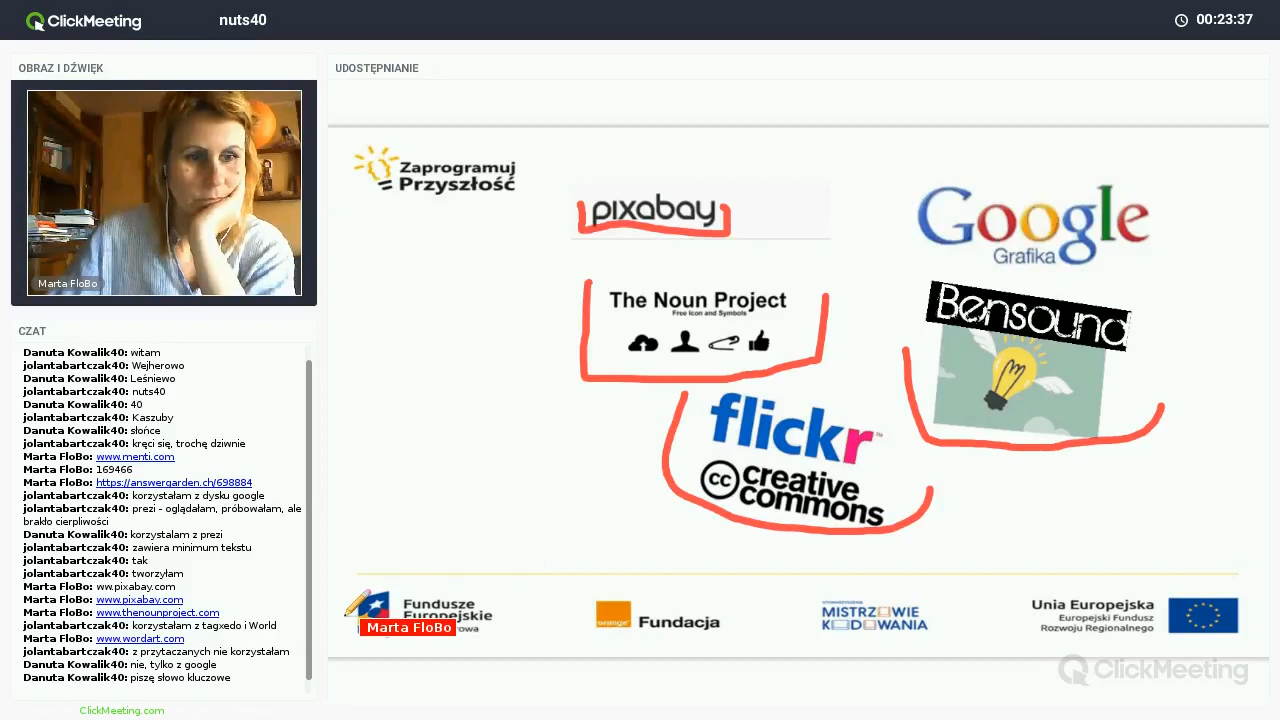 ClickMeeting
nuts40
00:23:37
OBRAZ I DŹWIĘK
Marta FloBo
CZAT
Danuta Kowalik40: witam
jolantabartczak40: Wejherowo
Danuta Kowalik40: Leśniewo
jolantabartczak40: nuts40
Danuta Kowalik40: 40
jolantabartczak40: Kaszuby
Danuta Kowalik40: słońce
jolantabartczak40: kręci się, trochę dziwnie
Marta FloBo: www.menti.com
Marta FloBo: 169466
Marta FloBo: https://answergarden.ch/698884
jolantabartczak40: korzystałam z dysku google
jolantabartczak40: prezi - oglądałam, próbowałam, ale
brakło cierpliwości
Danuta Kowalik40: korzystalam z prezi
jolantabartczak40: zawiera minimum tekstu
jolantabartczak40: tak
jolantabartczak40: tworzyłam
Marta FloBo: ww.pixabay.com
Marta FloBo: www.pixabay.com
Marta FloBo: www.thenounproject.com
jolantabartczak40: korzystałam z tagxedo i World
Marta FloBo: www.wordart.com
jolantabartczak40: z przytaczanych nie korzystałam
Danuta Kowalik40: nie, tylko z google
Danuta Kowalik40: piszę słowo kluczowe
ClickMeeting.com
UDOSTĘPNIANIE
Zaprogramuj
Przyszłość
pixabay
Google
Grafika
The Noun Project
Free Icon and Symbols
Bensound
flickr™
cc creative
commons
Fundusze
Europejskie
Marta FloBo
orange
Fundacja
MISTRZOWIE
KODOWANIA
Unia Europejska
Europejski Fundusz
Rozwoju Regionalnego
ClickMeeting